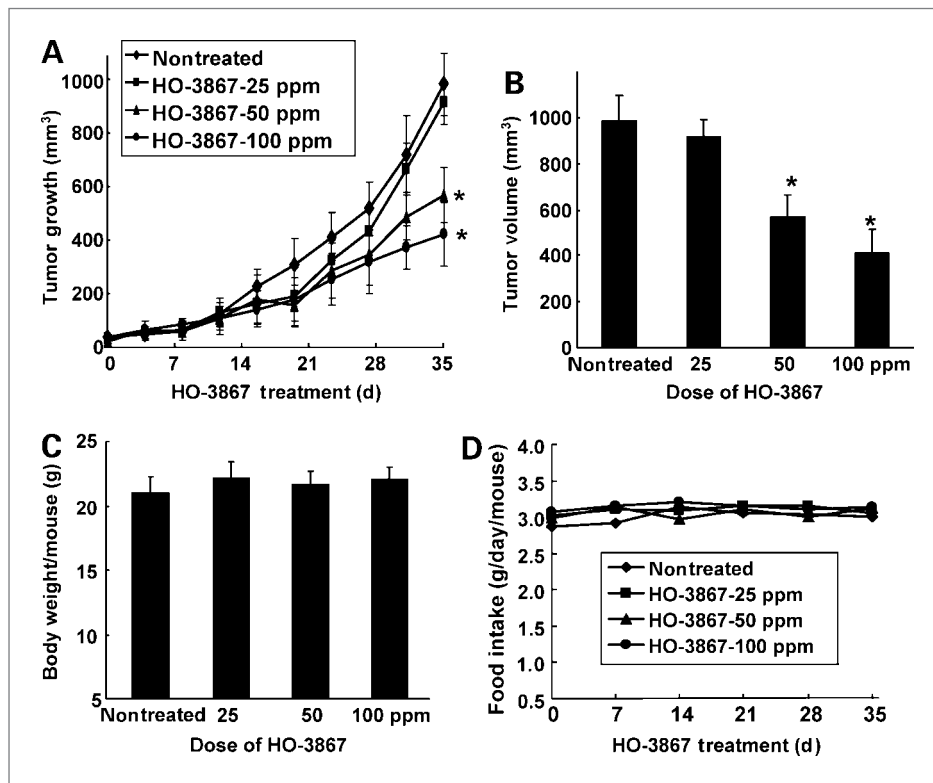 A
Nontreated
HO-3867-25 ppm
HO-3867-50 ppm
HO-3867-100 ppm
Tumor growth (mm³)
1000
800
600
400
200
0
*
*
0 7 14 21 28 35
HO-3867 treatment (d)
B
Tumor volume (mm³)
1000
800
600
400
200
0
*
*
Nontreated 25 50 100 ppm
Dose of HO-3867
C
Body weight/mouse (g)
25
20
15
10
5
Nontreated 25 50 100 ppm
Dose of HO-3867
D
Food intake (g/day/mouse)
4.0
3.5
3.0
2.5
2.0
1.5
1.0
0.5
Nontreated
HO-3867-25 ppm
HO-3867-50 ppm
HO-3867-100 ppm
0 7 14 21 28 35
HO-3867 treatment (d)